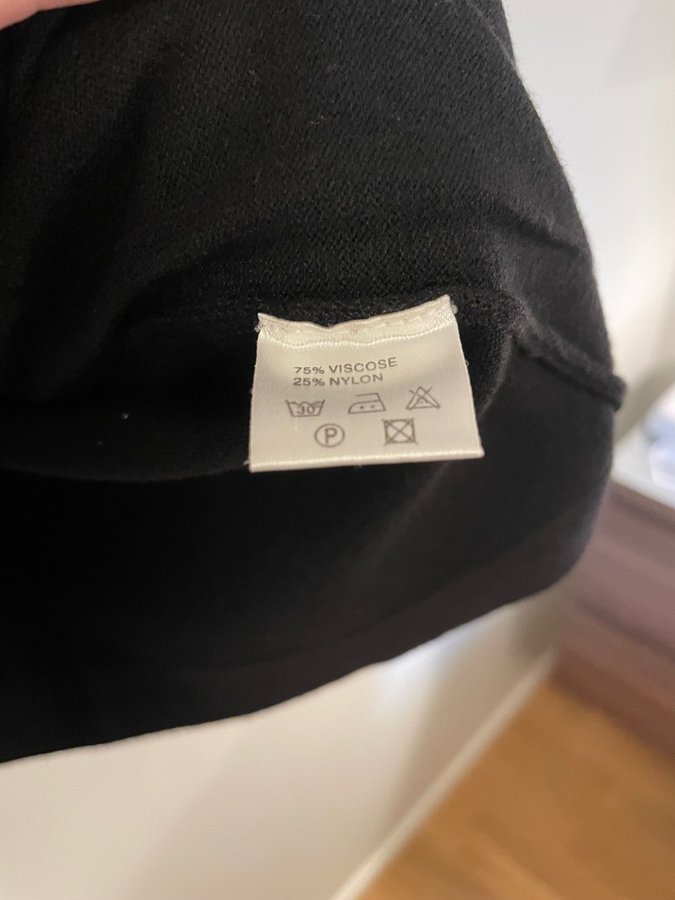 75% VISCOSE
25% NYLON
30°
P